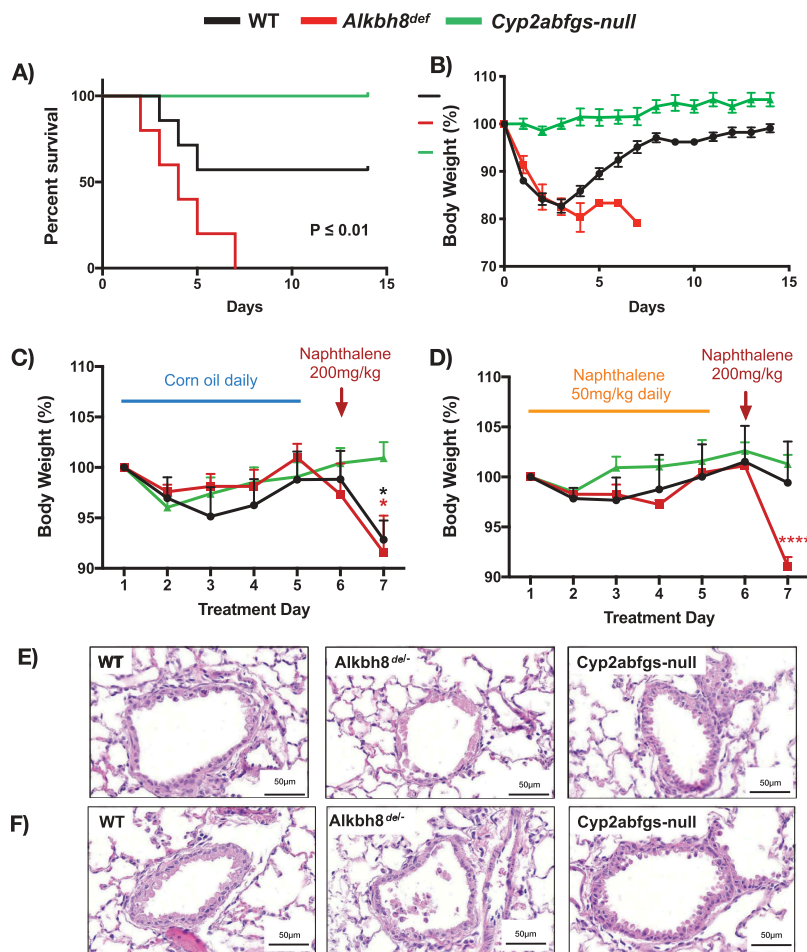 WT Alkbh8def Cyp2abfgs-null
A)
Percent survival
100
50
0
0 5 10 15
Days
P ≤ 0.01
B)
Body Weight (%)
110
100
90
80
70
0 5 10 15
Days
C)
Body Weight (%)
110
105
100
95
90
Corn oil daily
Naphthalene
200mg/kg
*
*
1 2 3 4 5 6 7
Treatment Day
D)
Body Weight (%)
110
105
100
95
90
Naphthalene
50mg/kg daily
Naphthalene
200mg/kg
****
1 2 3 4 5 6 7
Treatment Day
E)
WT
50μm
Alkbh8def/-
50μm
Cyp2abfgs-null
50μm
F)
WT
50μm
Alkbh8def/-
50μm
Cyp2abfgs-null
50μm